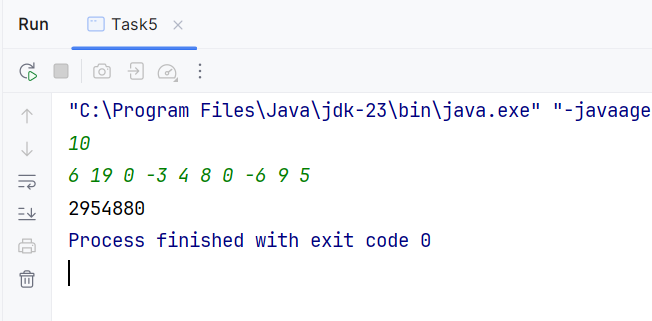 Run Task5
"C:\Program Files\Java\jdk-23\bin\java.exe" "-javaage
10
6 19 0 -3 4 8 0 -6 9 5
2954880
Process finished with exit code 0